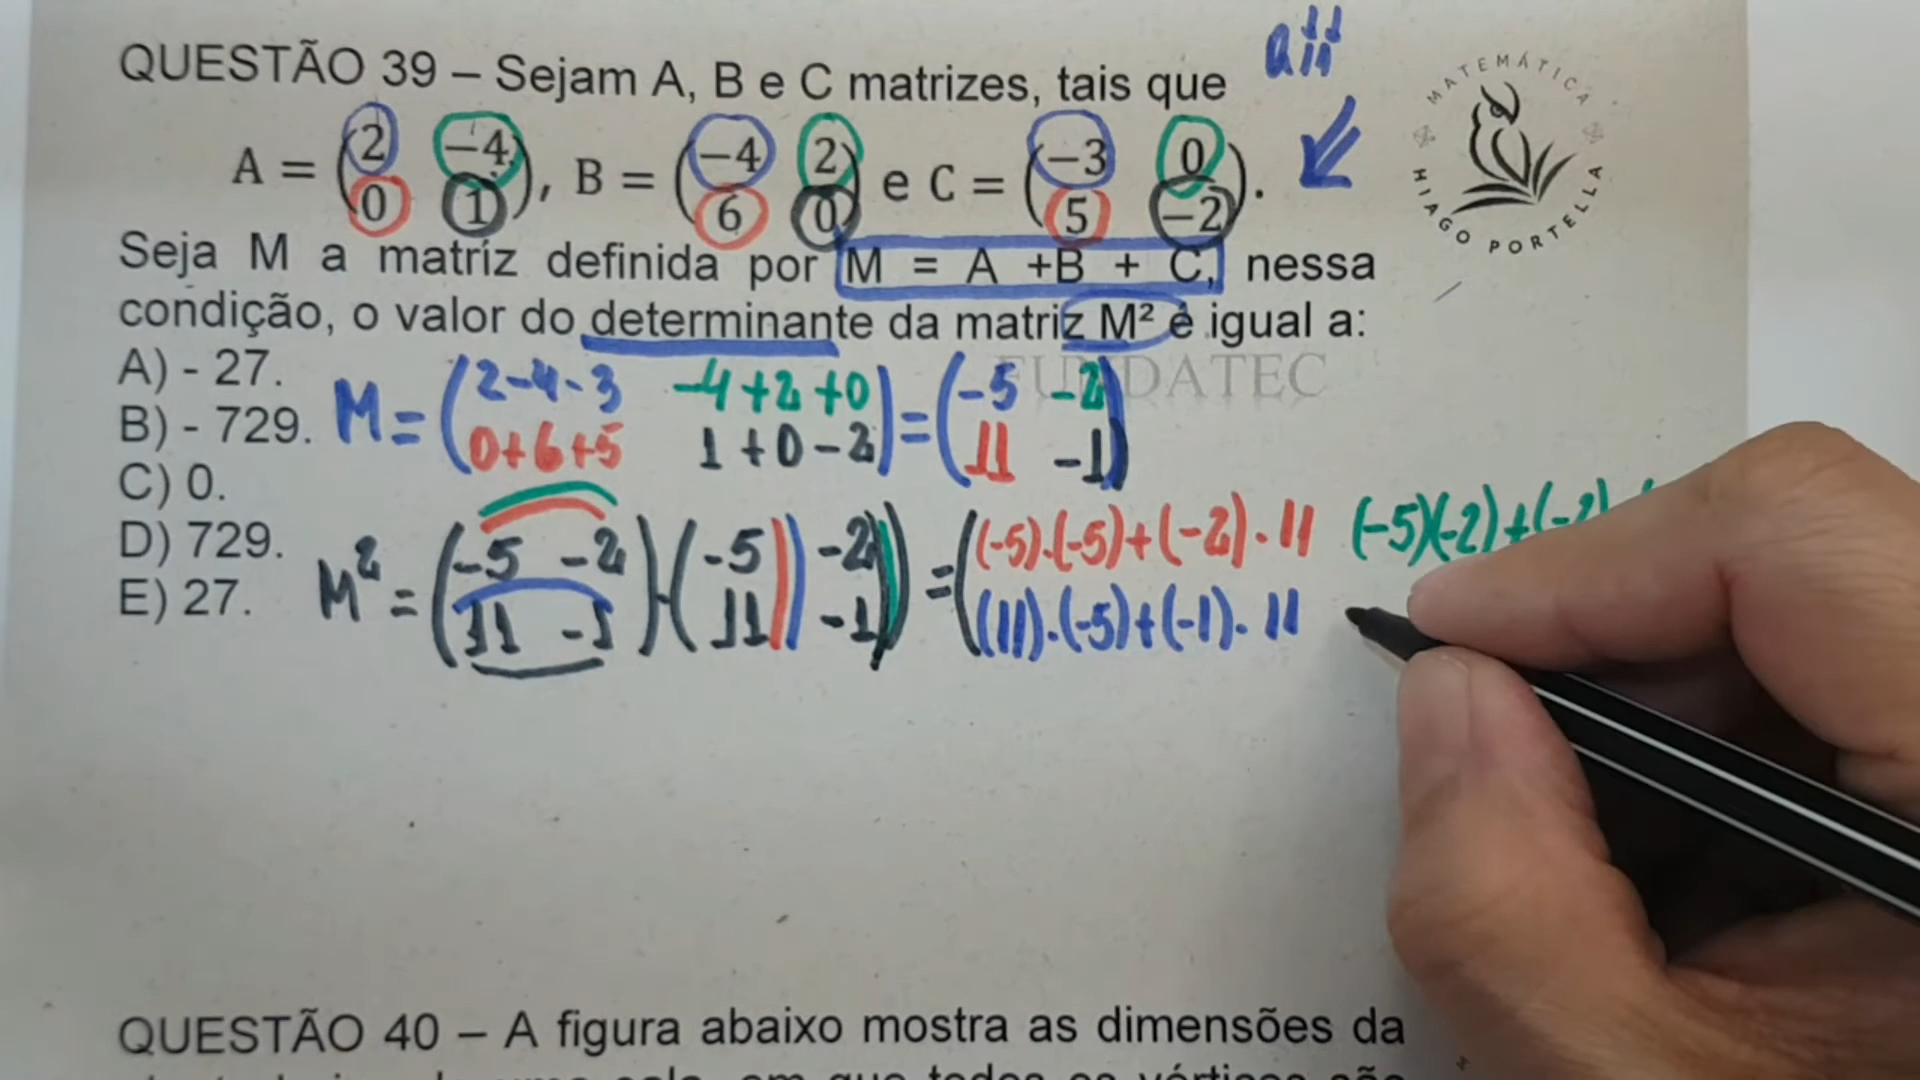 QUESTÃO 39 – Sejam A, B e C matrizes, tais que
aij
MATEMÁTICA
HIAGO PORTELLA
A = (2 −4), B = (−4 2) e C = (−3 0).
(0 1) (6 0) (5 −2)
Seja M a matriz definida por M = A +B + C, nessa
condição, o valor do determinante da matriz M² é igual a:
FUNDATEC
A) - 27.
B) - 729.
C) 0.
D) 729.
E) 27.
M = (2-4-3 -4+2+0) = (-5 -2)
(0+6+5 1+0-2) (11 -1)
M² = (-5 -2) . (-5 -2) = ((-5).(-5)+(-2).11 (-5)(-2)+(-2).
(11 -1) (11 -1) (11).(-5)+(-1).11
QUESTÃO 40 – A figura abaixo mostra as dimensões da